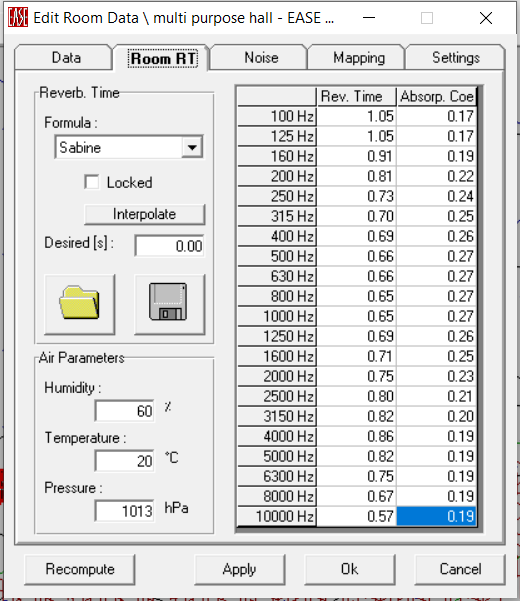 EASE Edit Room Data \ multi purpose hall - EASE ...
Data Room RT Noise Mapping Settings
Reverb. Time
Formula :
Sabine
Locked
Interpolate
Desired [s] : 0.00
Air Parameters
Humidity :
60 %
Temperature :
20 °C
Pressure :
1013 hPa
Rev. Time Absorp. Coe
100 Hz 1.05 0.17
125 Hz 1.05 0.17
160 Hz 0.91 0.19
200 Hz 0.81 0.22
250 Hz 0.73 0.24
315 Hz 0.70 0.25
400 Hz 0.69 0.26
500 Hz 0.66 0.27
630 Hz 0.66 0.27
800 Hz 0.65 0.27
1000 Hz 0.65 0.27
1250 Hz 0.69 0.26
1600 Hz 0.71 0.25
2000 Hz 0.75 0.23
2500 Hz 0.80 0.21
3150 Hz 0.82 0.20
4000 Hz 0.86 0.19
5000 Hz 0.82 0.19
6300 Hz 0.75 0.19
8000 Hz 0.67 0.19
10000 Hz 0.57 0.19
Recompute Apply Ok Cancel